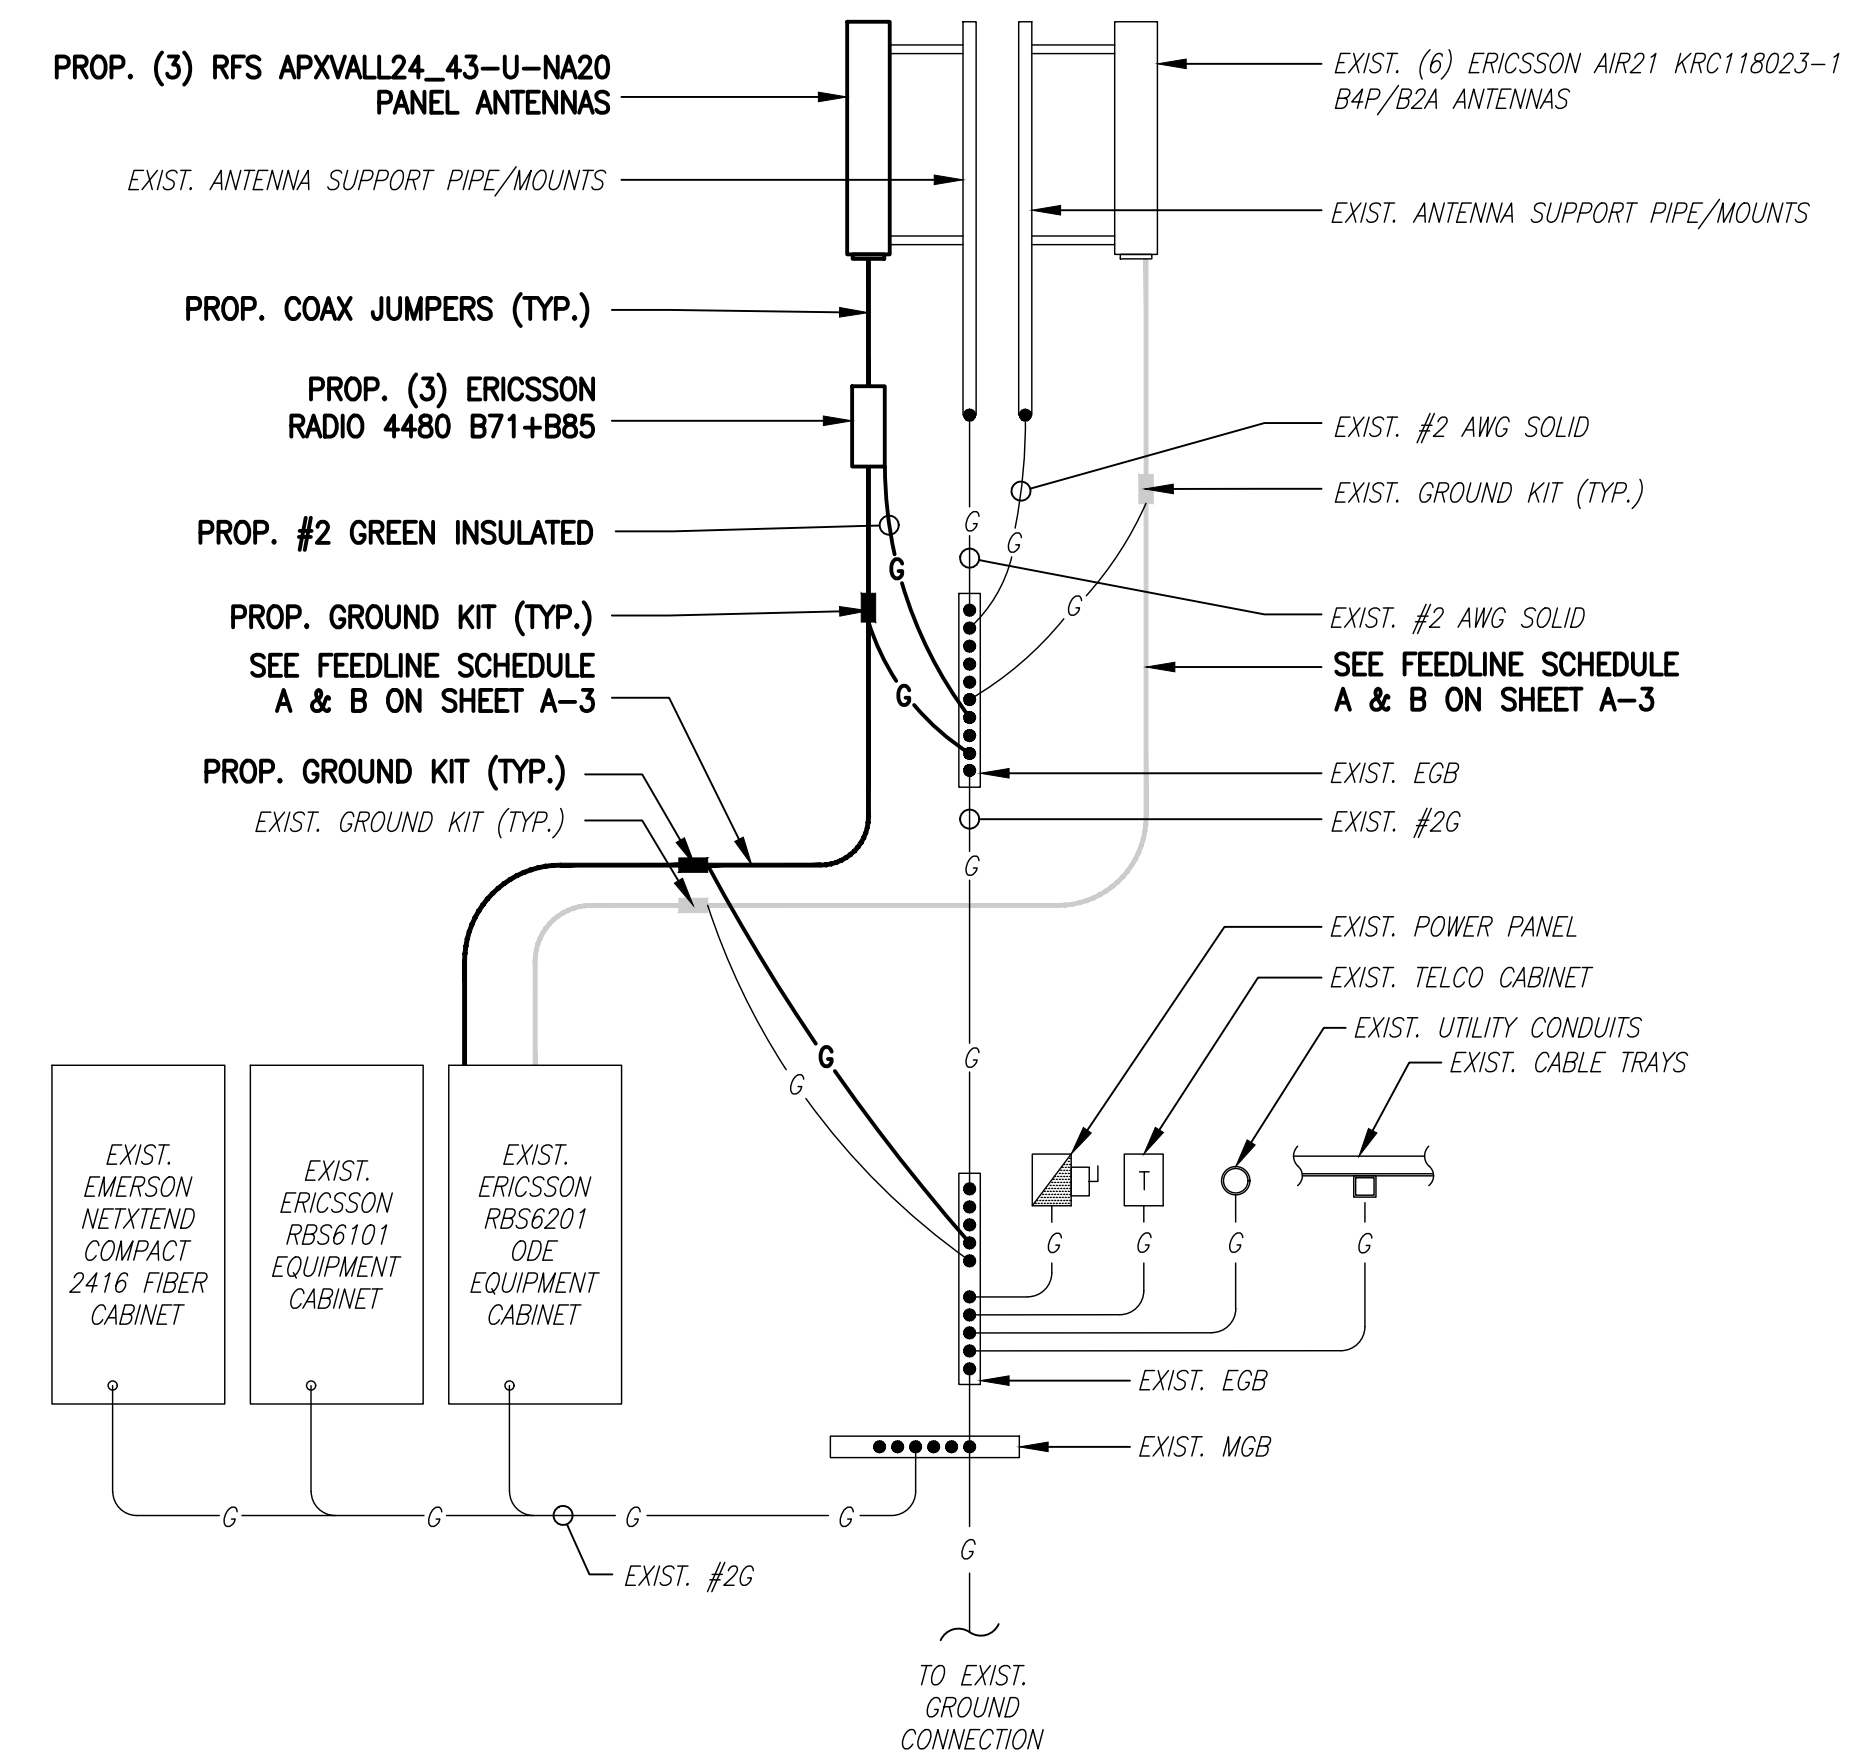 PROP. (3) RFS APXVALL24_43-U-NA20
PANEL ANTENNAS
EXIST. (6) ERICSSON AIR21 KRC118023-1
B4P/B2A ANTENNAS
EXIST. ANTENNA SUPPORT PIPE/MOUNTS
EXIST. ANTENNA SUPPORT PIPE/MOUNTS
PROP. COAX JUMPERS (TYP.)
PROP. (3) ERICSSON
RADIO 4480 B71+B85
EXIST. #2 AWG SOLID
EXIST. GROUND KIT (TYP.)
PROP. #2 GREEN INSULATED
G
G
G
G
PROP. GROUND KIT (TYP.)
EXIST. #2 AWG SOLID
SEE FEEDLINE SCHEDULE
A & B ON SHEET A-3
G
SEE FEEDLINE SCHEDULE
A & B ON SHEET A-3
PROP. GROUND KIT (TYP.)
EXIST. EGB
EXIST. GROUND KIT (TYP.)
EXIST. #2G
G
EXIST. POWER PANEL
EXIST. TELCO CABINET
EXIST. UTILITY CONDUITS
EXIST. CABLE TRAYS
G
G
G
EXIST.
EMERSON
NETXTEND
COMPACT
2416 FIBER
CABINET
EXIST.
ERICSSON
RBS6101
EQUIPMENT
CABINET
EXIST.
ERICSSON
RBS6201
ODE
EQUIPMENT
CABINET
T
G
G
G
G
EXIST. EGB
EXIST. MGB
G
G
G
G
G
EXIST. #2G
TO EXIST.
GROUND
CONNECTION